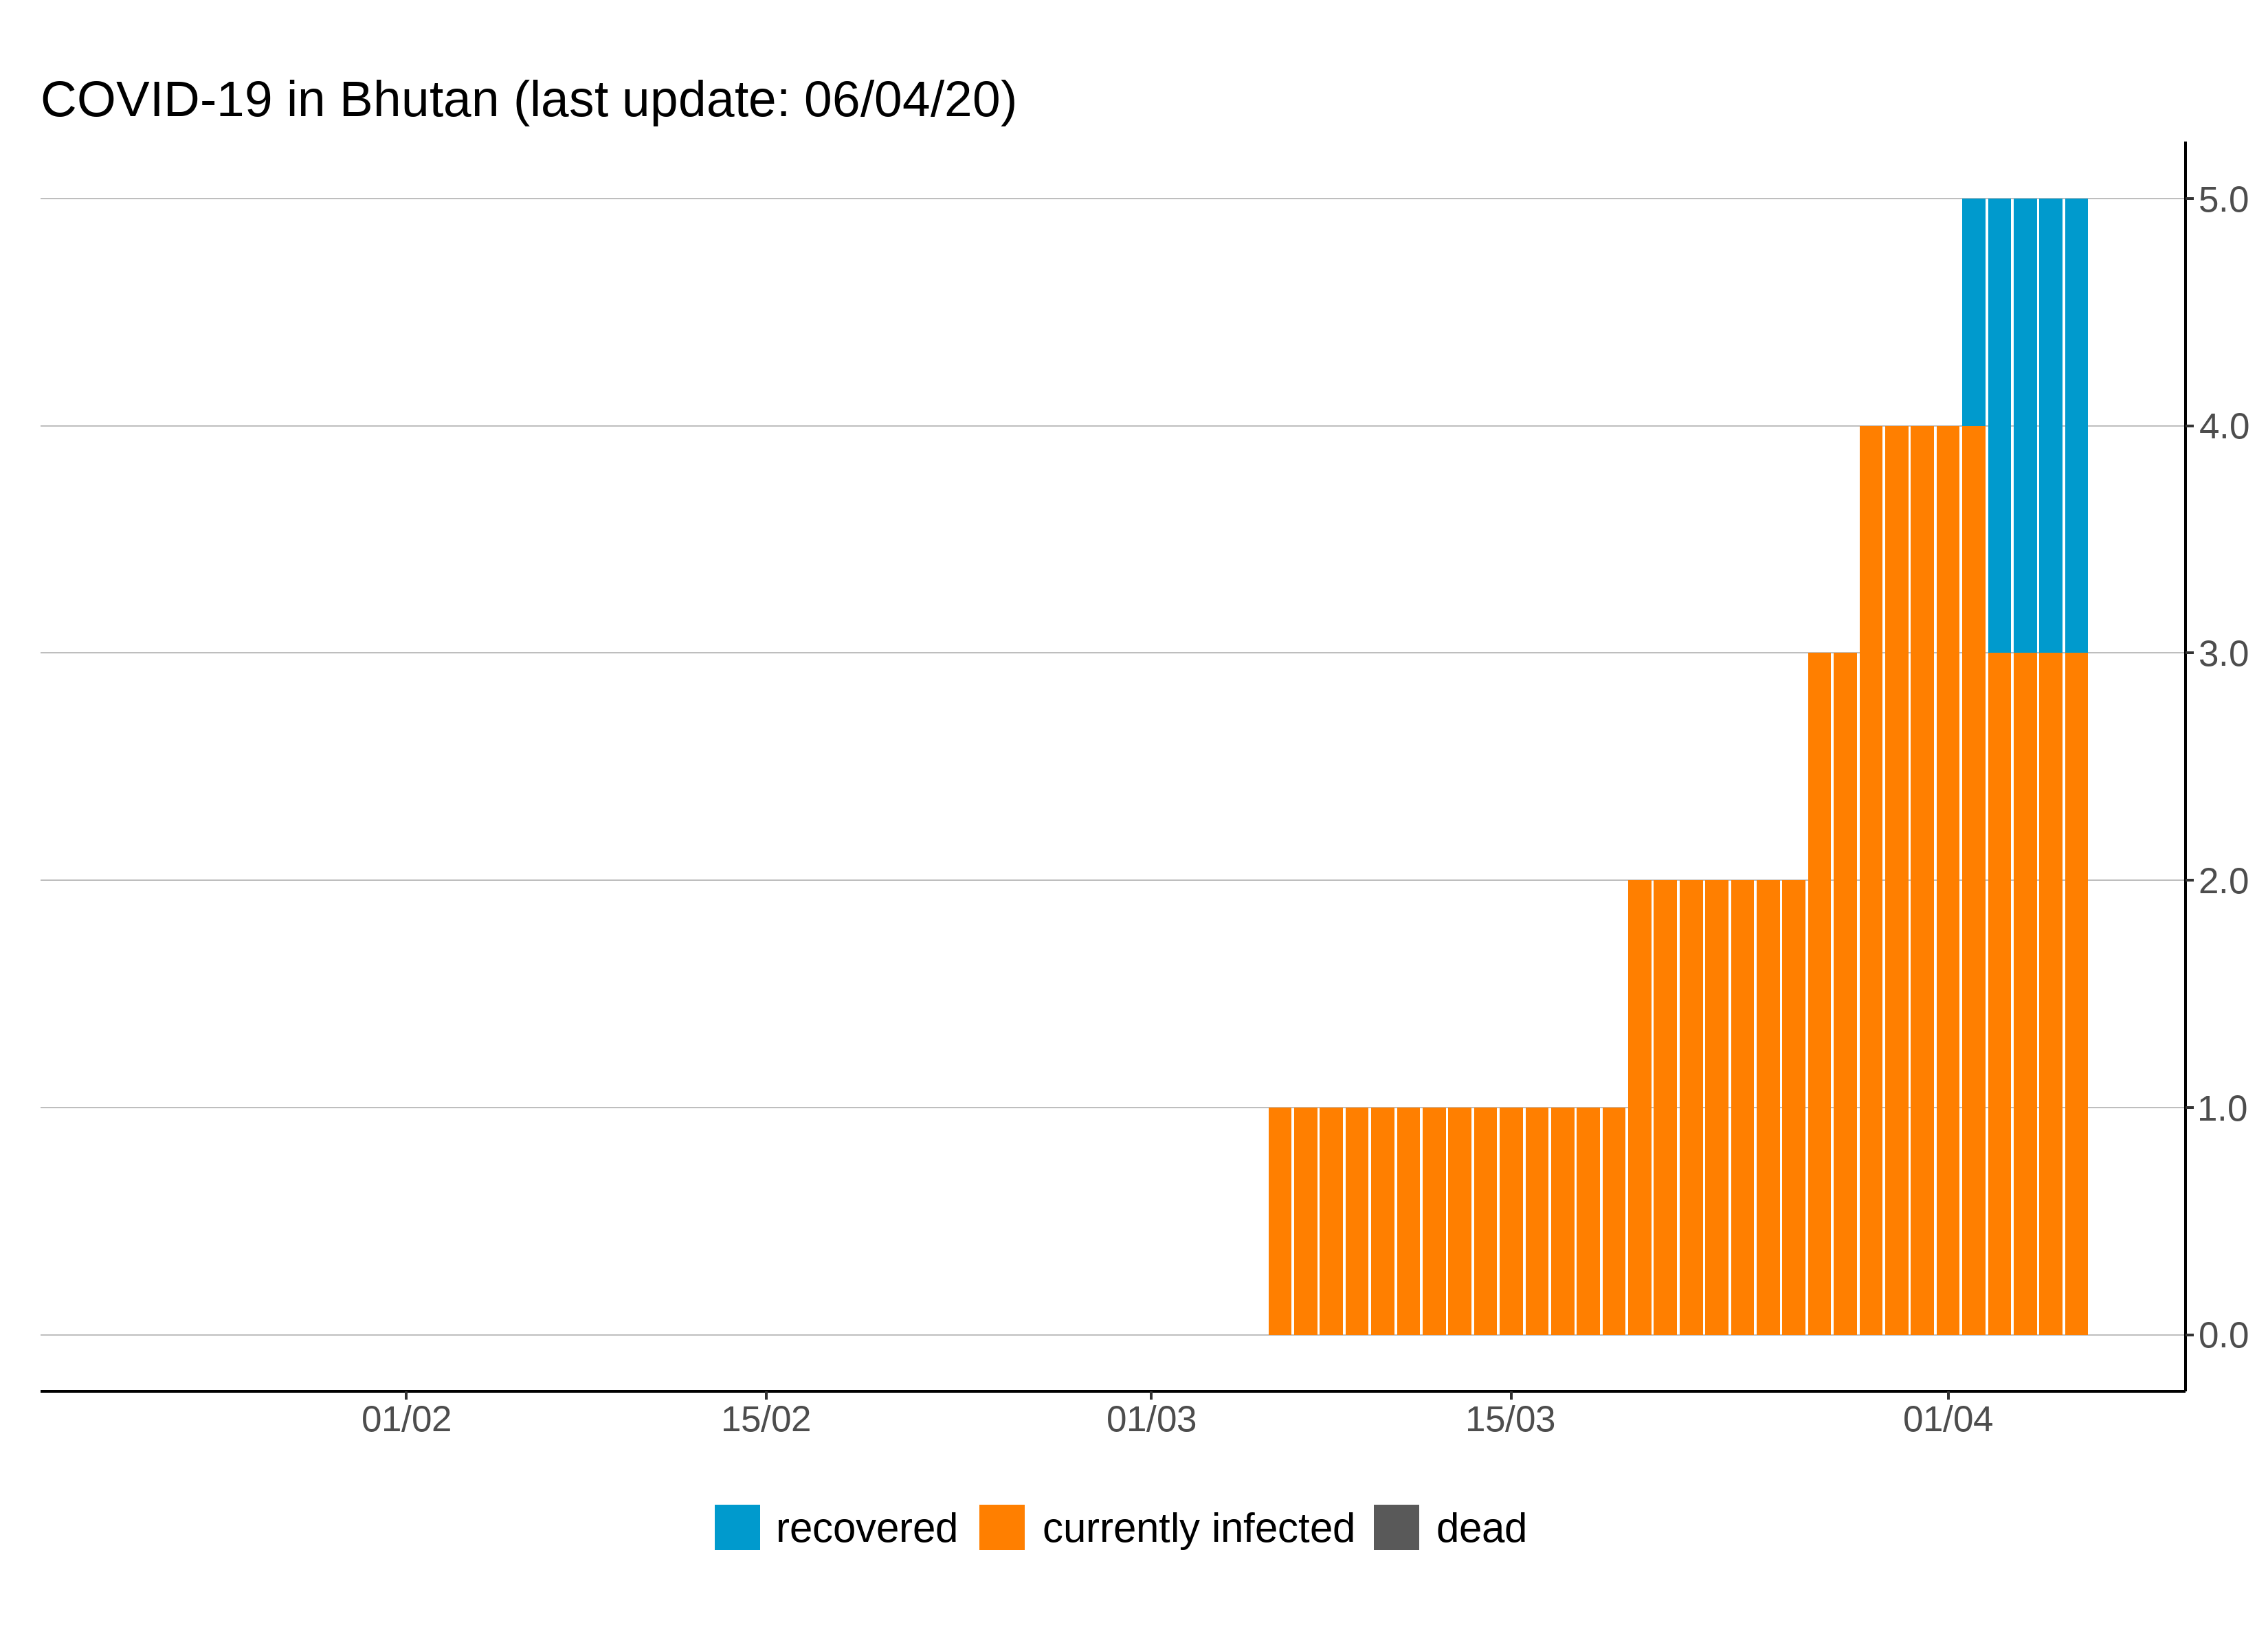 COVID-19 in Bhutan (last update: 06/04/20)
5.0
4.0
3.0
2.0
1.0
0.0
01/02 15/02 01/03 15/03 01/04
recovered currently infected dead